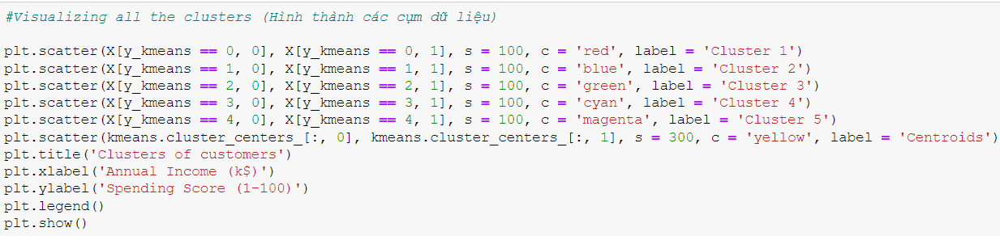 #Visualizing all the clusters (Hình thành các cụm dữ liệu)
plt.scatter(X[y_kmeans == 0, 0], X[y_kmeans == 0, 1], s = 100, c = 'red', label = 'Cluster 1')
plt.scatter(X[y_kmeans == 1, 0], X[y_kmeans == 1, 1], s = 100, c = 'blue', label = 'Cluster 2')
plt.scatter(X[y_kmeans == 2, 0], X[y_kmeans == 2, 1], s = 100, c = 'green', label = 'Cluster 3')
plt.scatter(X[y_kmeans == 3, 0], X[y_kmeans == 3, 1], s = 100, c = 'cyan', label = 'Cluster 4')
plt.scatter(X[y_kmeans == 4, 0], X[y_kmeans == 4, 1], s = 100, c = 'magenta', label = 'Cluster 5')
plt.scatter(kmeans.cluster_centers_[:, 0], kmeans.cluster_centers_[:, 1], s = 300, c = 'yellow', label = 'Centroids')
plt.title('Clusters of customers')
plt.xlabel('Annual Income (k$)')
plt.ylabel('Spending Score (1-100)')
plt.legend()
plt.show()